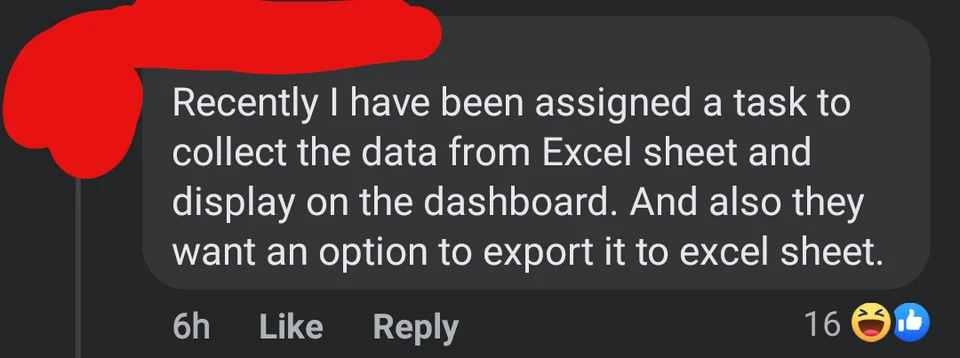 Recently I have been assigned a task to
collect the data from Excel sheet and
display on the dashboard. And also they
want an option to export it to excel sheet.
6h Like Reply 16